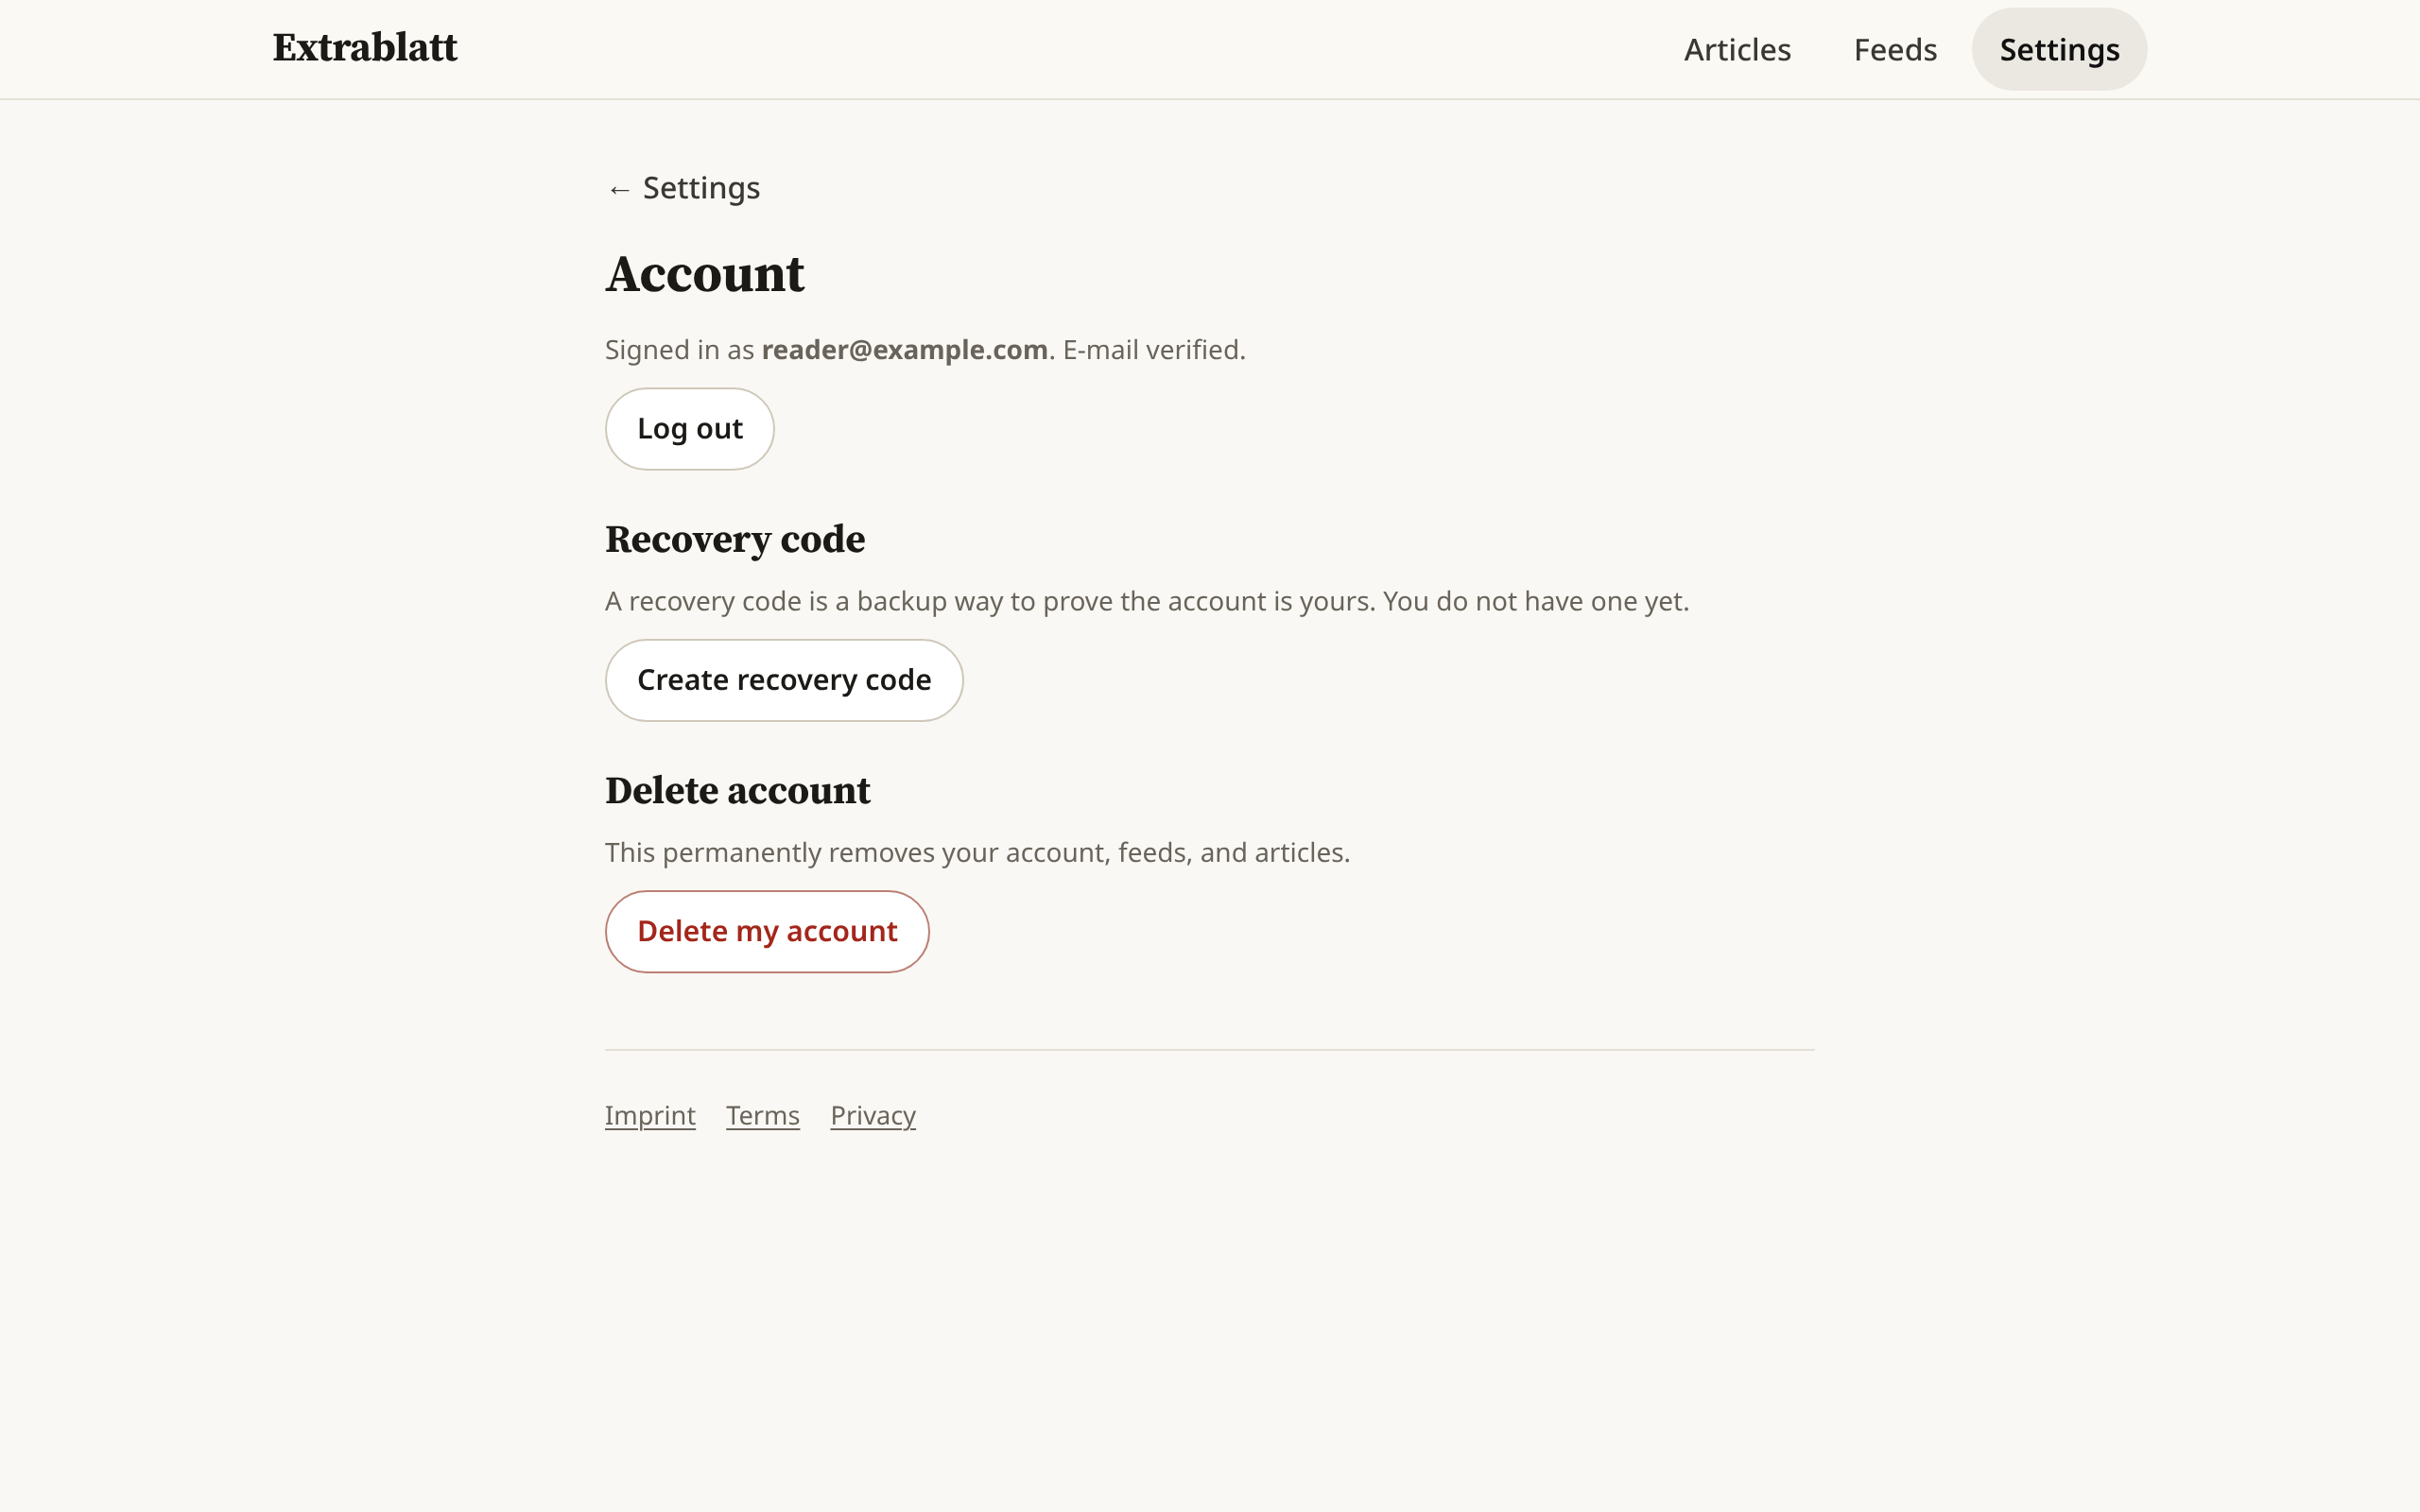 Extrablatt
Articles Feeds Settings
← Settings
Account
Signed in as reader@example.com. E-mail verified.
Log out
Recovery code
A recovery code is a backup way to prove the account is yours. You do not have one yet.
Create recovery code
Delete account
This permanently removes your account, feeds, and articles.
Delete my account
Imprint Terms Privacy